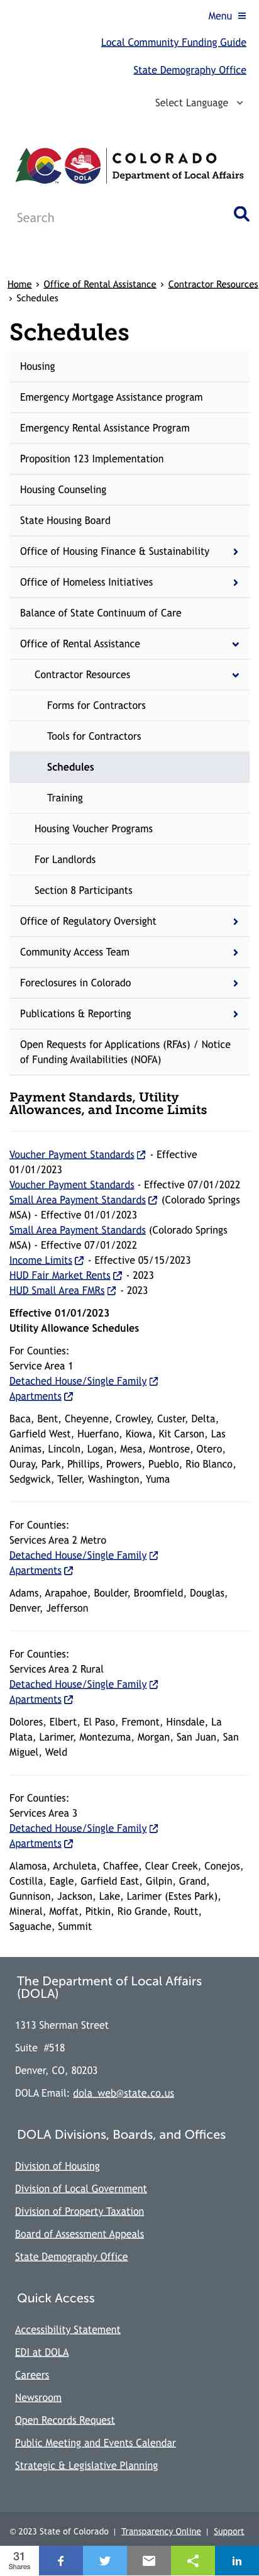 Menu
Local Community Funding Guide
State Demography Office
Select Language
COLORADO
Department of Local Affairs
CO
DOLA
Search
Home › Office of Rental Assistance › Contractor Resources
› Schedules
Schedules
Housing
Emergency Mortgage Assistance program
Emergency Rental Assistance Program
Proposition 123 Implementation
Housing Counseling
State Housing Board
Office of Housing Finance & Sustainability
Office of Homeless Initiatives
Balance of State Continuum of Care
Office of Rental Assistance
Contractor Resources
Forms for Contractors
Tools for Contractors
Schedules
Training
Housing Voucher Programs
For Landlords
Section 8 Participants
Office of Regulatory Oversight
Community Access Team
Foreclosures in Colorado
Publications & Reporting
Open Requests for Applications (RFAs) / Notice
of Funding Availabilities (NOFA)
Payment Standards, Utility
Allowances, and Income Limits
Voucher Payment Standards - Effective
01/01/2023
Voucher Payment Standards - Effective 07/01/2022
Small Area Payment Standards (Colorado Springs
MSA) - Effective 01/01/2023
Small Area Payment Standards (Colorado Springs
MSA) - Effective 07/01/2022
Income Limits - Effective 05/15/2023
HUD Fair Market Rents - 2023
HUD Small Area FMRs - 2023
Effective 01/01/2023
Utility Allowance Schedules
For Counties:
Service Area 1
Detached House/Single Family
Apartments
Baca, Bent, Cheyenne, Crowley, Custer, Delta,
Garfield West, Huerfano, Kiowa, Kit Carson, Las
Animas, Lincoln, Logan, Mesa, Montrose, Otero,
Ouray, Park, Phillips, Prowers, Pueblo, Rio Blanco,
Sedgwick, Teller, Washington, Yuma
For Counties:
Services Area 2 Metro
Detached House/Single Family
Apartments
Adams, Arapahoe, Boulder, Broomfield, Douglas,
Denver, Jefferson
For Counties:
Services Area 2 Rural
Detached House/Single Family
Apartments
Dolores, Elbert, El Paso, Fremont, Hinsdale, La
Plata, Larimer, Montezuma, Morgan, San Juan, San
Miguel, Weld
For Counties:
Services Area 3
Detached House/Single Family
Apartments
Alamosa, Archuleta, Chaffee, Clear Creek, Conejos,
Costilla, Eagle, Garfield East, Gilpin, Grand,
Gunnison, Jackson, Lake, Larimer (Estes Park),
Mineral, Moffat, Pitkin, Rio Grande, Routt,
Saguache, Summit
The Department of Local Affairs
(DOLA)
1313 Sherman Street
Suite #518
Denver, CO, 80203
DOLA Email: dola_web@state.co.us
DOLA Divisions, Boards, and Offices
Division of Housing
Division of Local Government
Division of Property Taxation
Board of Assessment Appeals
State Demography Office
Quick Access
Accessibility Statement
EDI at DOLA
Careers
Newsroom
Open Records Request
Public Meeting and Events Calendar
Strategic & Legislative Planning
© 2023 State of Colorado | Transparency Online | Support
31
Shares